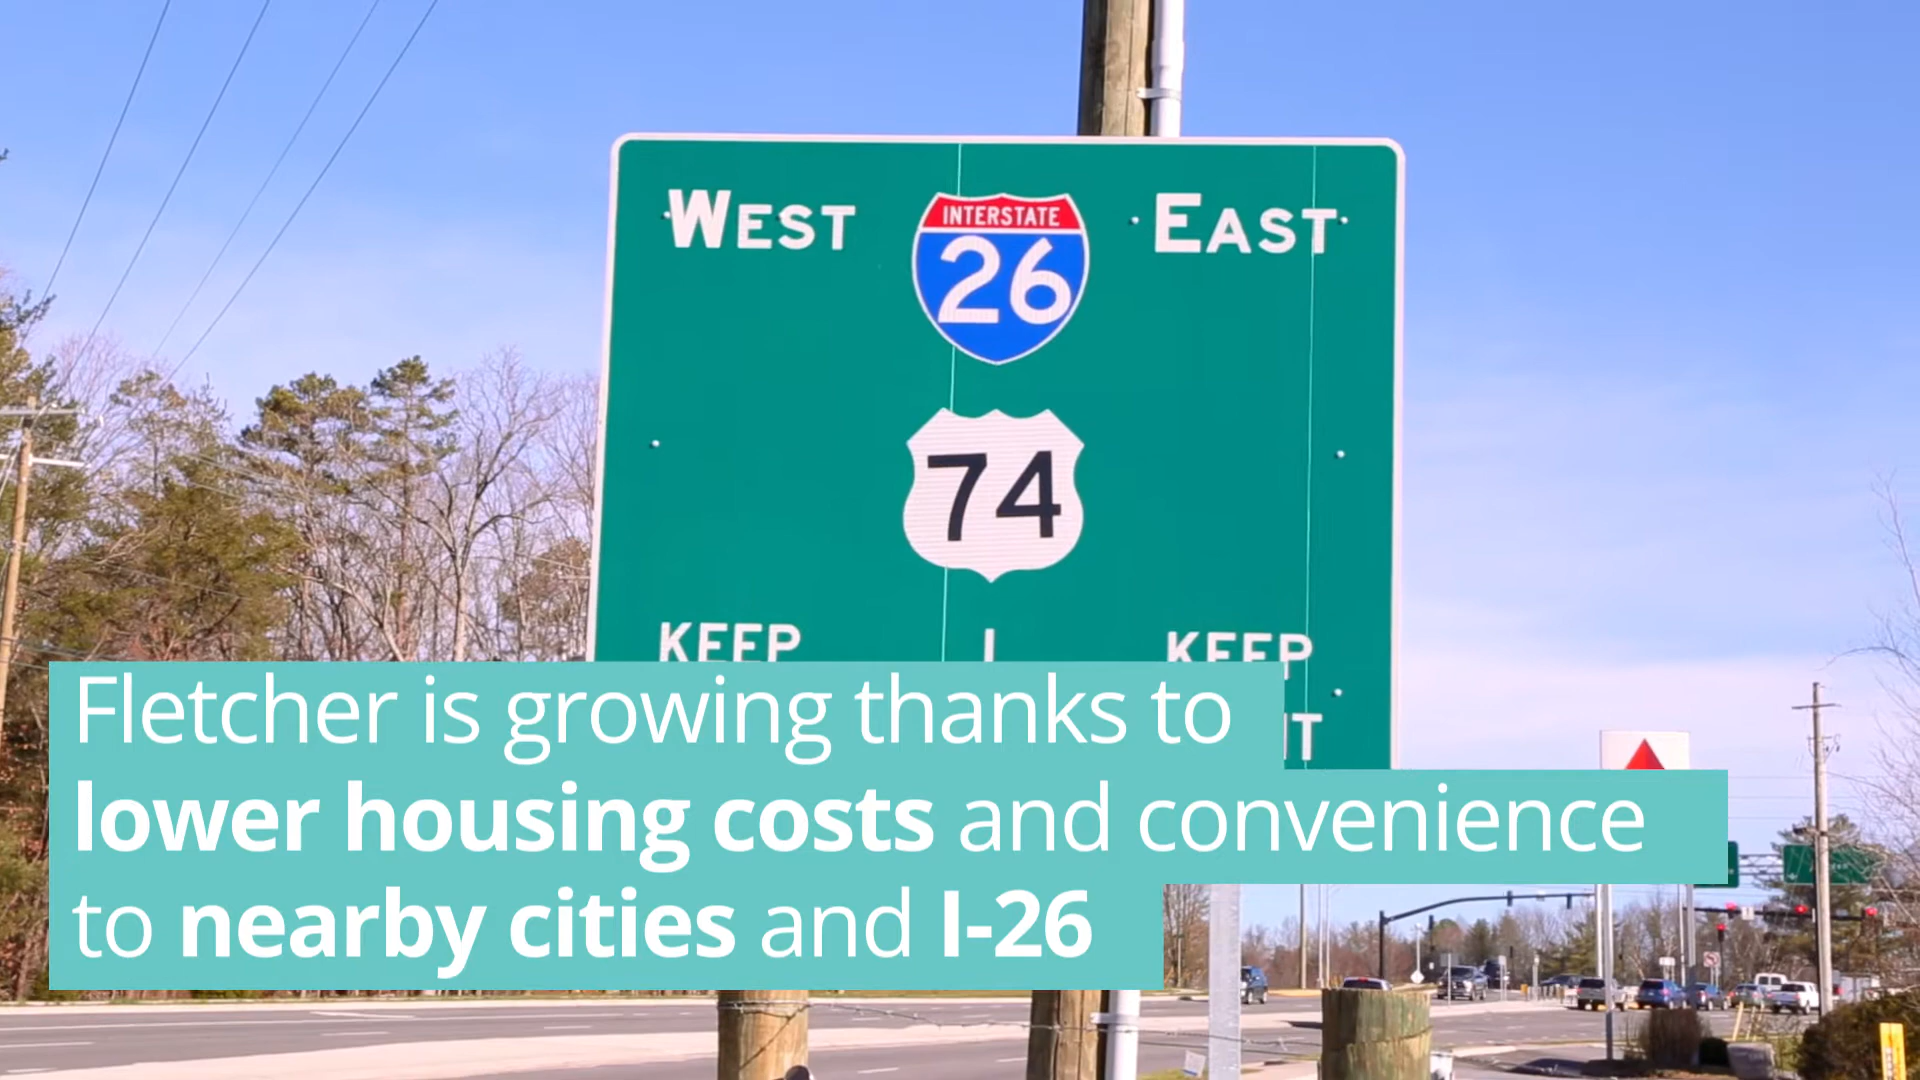 WEST INTERSTATE 26 EAST
74
KEEP KEEP
Fletcher is growing thanks to
lower housing costs and convenience
to nearby cities and I-26